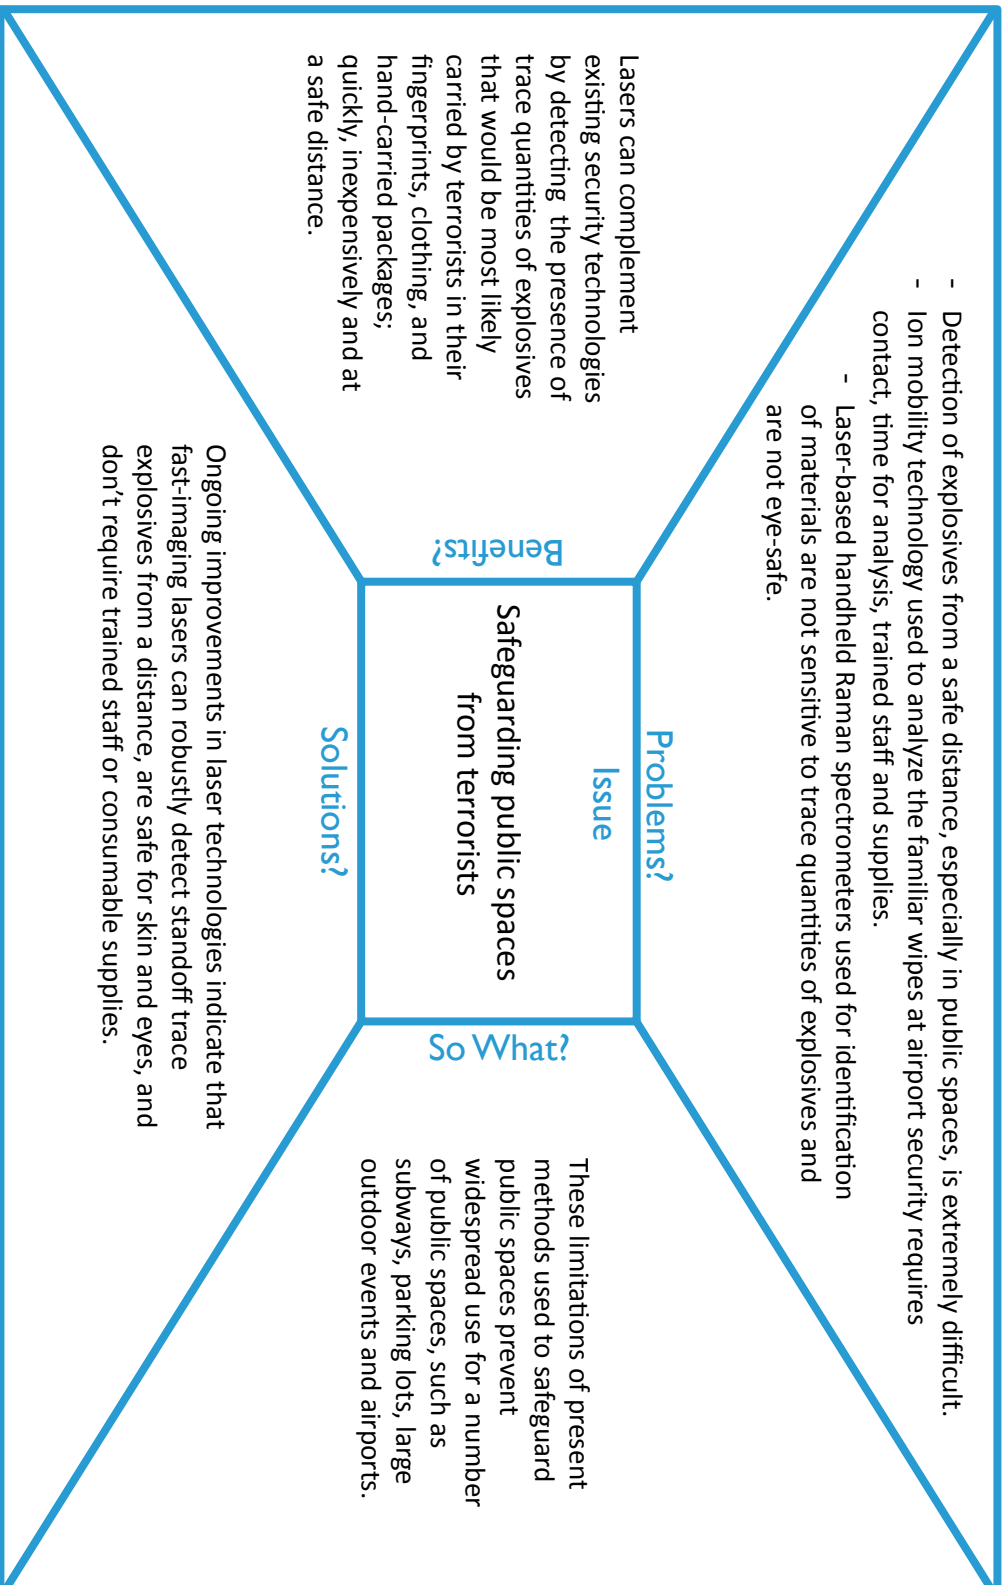 - Detection of explosives from a safe distance, especially in public spaces, is extremely difficult.
- Ion mobility technology used to analyze the familiar wipes at airport security requires
contact, time for analysis, trained staff and supplies.
- Laser-based handheld Raman spectrometers used for identification
of materials are not sensitive to trace quantities of explosives and
are not eye-safe.
Problems?
Issue
Safeguarding public spaces
from terrorists
Benefits?
Lasers can complement
existing security technologies
by detecting the presence of
trace quantities of explosives
that would be most likely
carried by terrorists in their
fingerprints, clothing, and
hand-carried packages;
quickly, inexpensively and at
a safe distance.
So What?
These limitations of present
methods used to safeguard
public spaces prevent
widespread use for a number
of public spaces, such as
subways, parking lots, large
outdoor events and airports.
Solutions?
Ongoing improvements in laser technologies indicate that
fast-imaging lasers can robustly detect standoff trace
explosives from a distance, are safe for skin and eyes, and
don't require trained staff or consumable supplies.